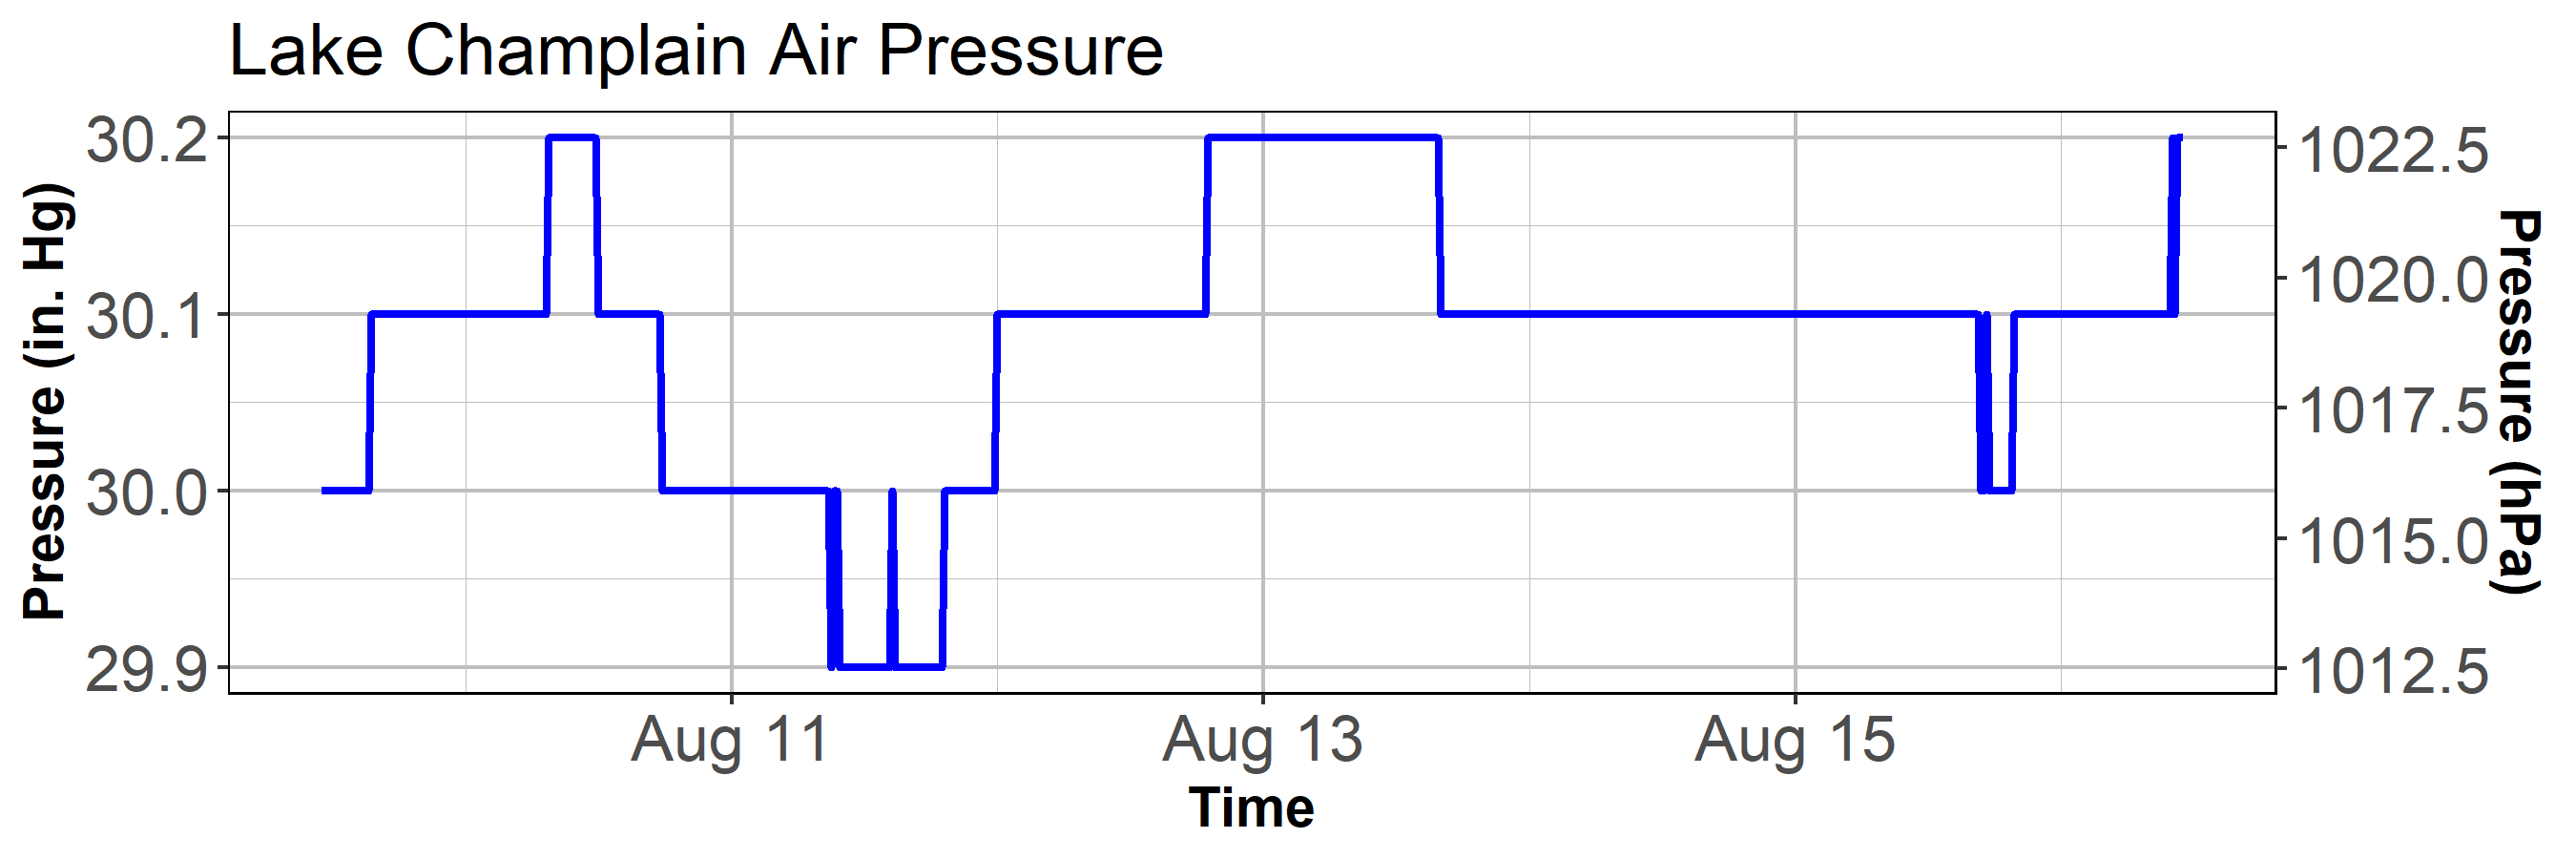 Lake Champlain Air Pressure
Pressure (in. Hg)
30.2
30.1
30.0
29.9
1022.5
1020.0
1017.5
1015.0
1012.5
Pressure (hPa)
Aug 11
Aug 13
Aug 15
Time